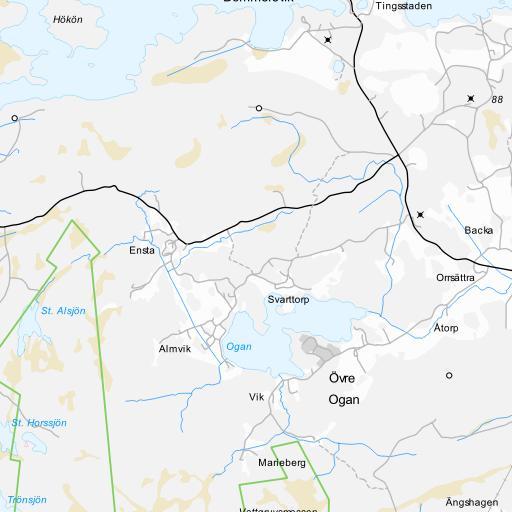 Tingsstaden
Hökön
88
Backa
Ensta
Orrsättra
Svarttorp
St. Alsjön
Åtorp
Ogan
Almvik
Övre
Ogan
Vik
St. Horssjön
Marieberg
Trönsjön
Ängshagen